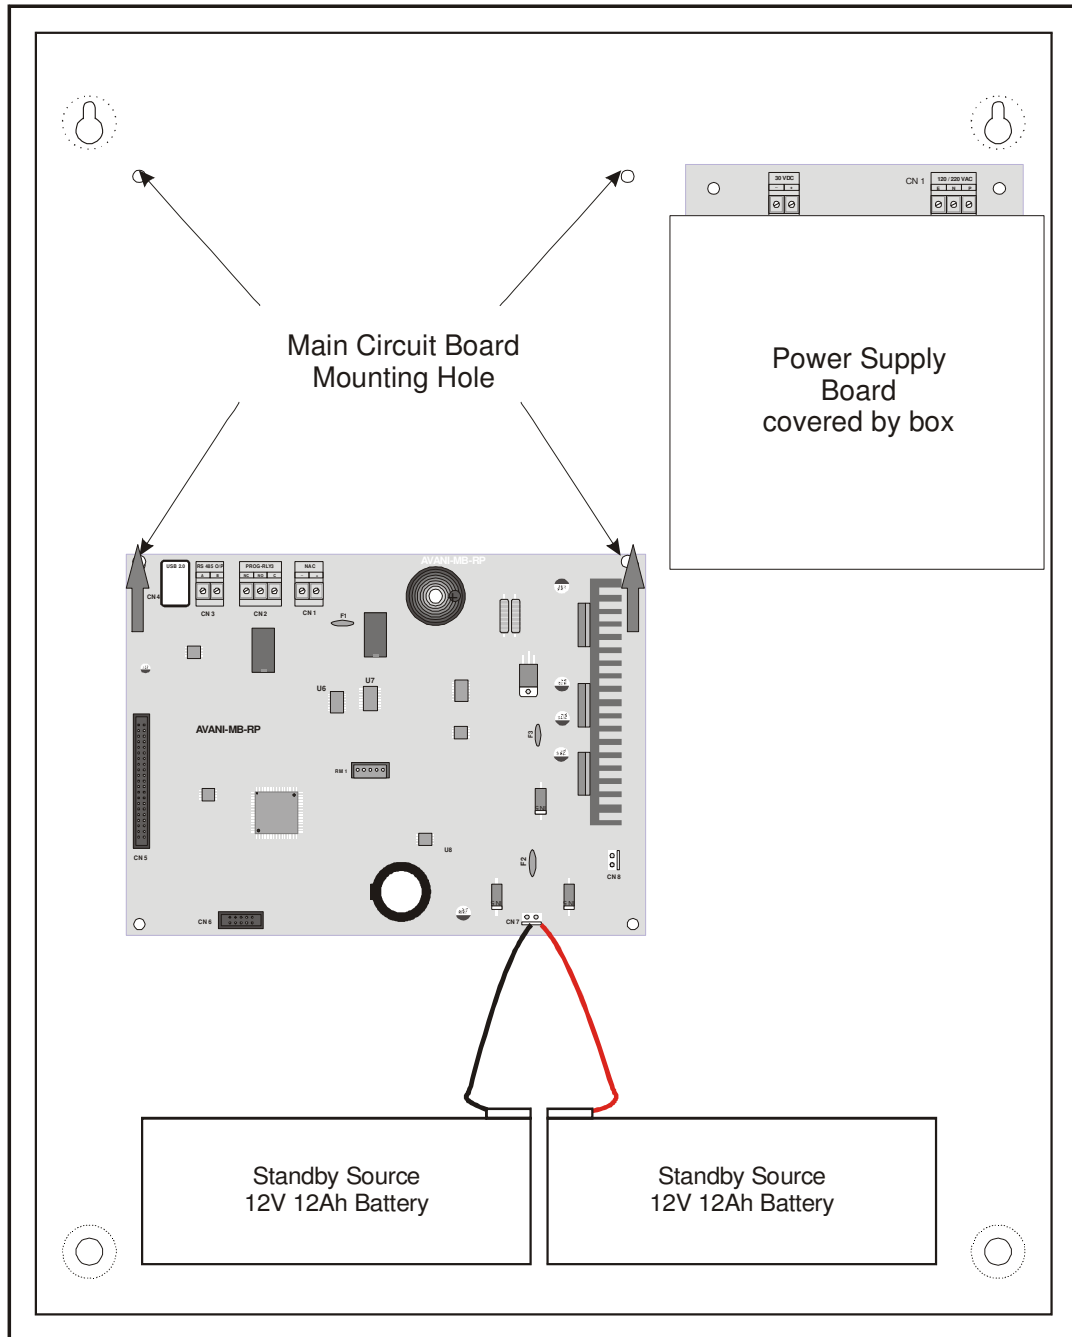 30 VDC
- +
CN 1
120 / 220 VAC
E N P
Main Circuit Board
Mounting Hole
Power Supply
Board
covered by box
AVANI-MB-RP
USB 2.0
RS 485 O/P
A B
PROG-RLY3
NC NO C
NAC
- +
CN 4
CN 3
CN 2
CN 1
F1
U6
U7
AVANI-MB-RP
F3
RM 1
CN 5
U8
F2
CN 8
CN 6
CN 7
Standby Source
12V 12Ah Battery
Standby Source
12V 12Ah Battery